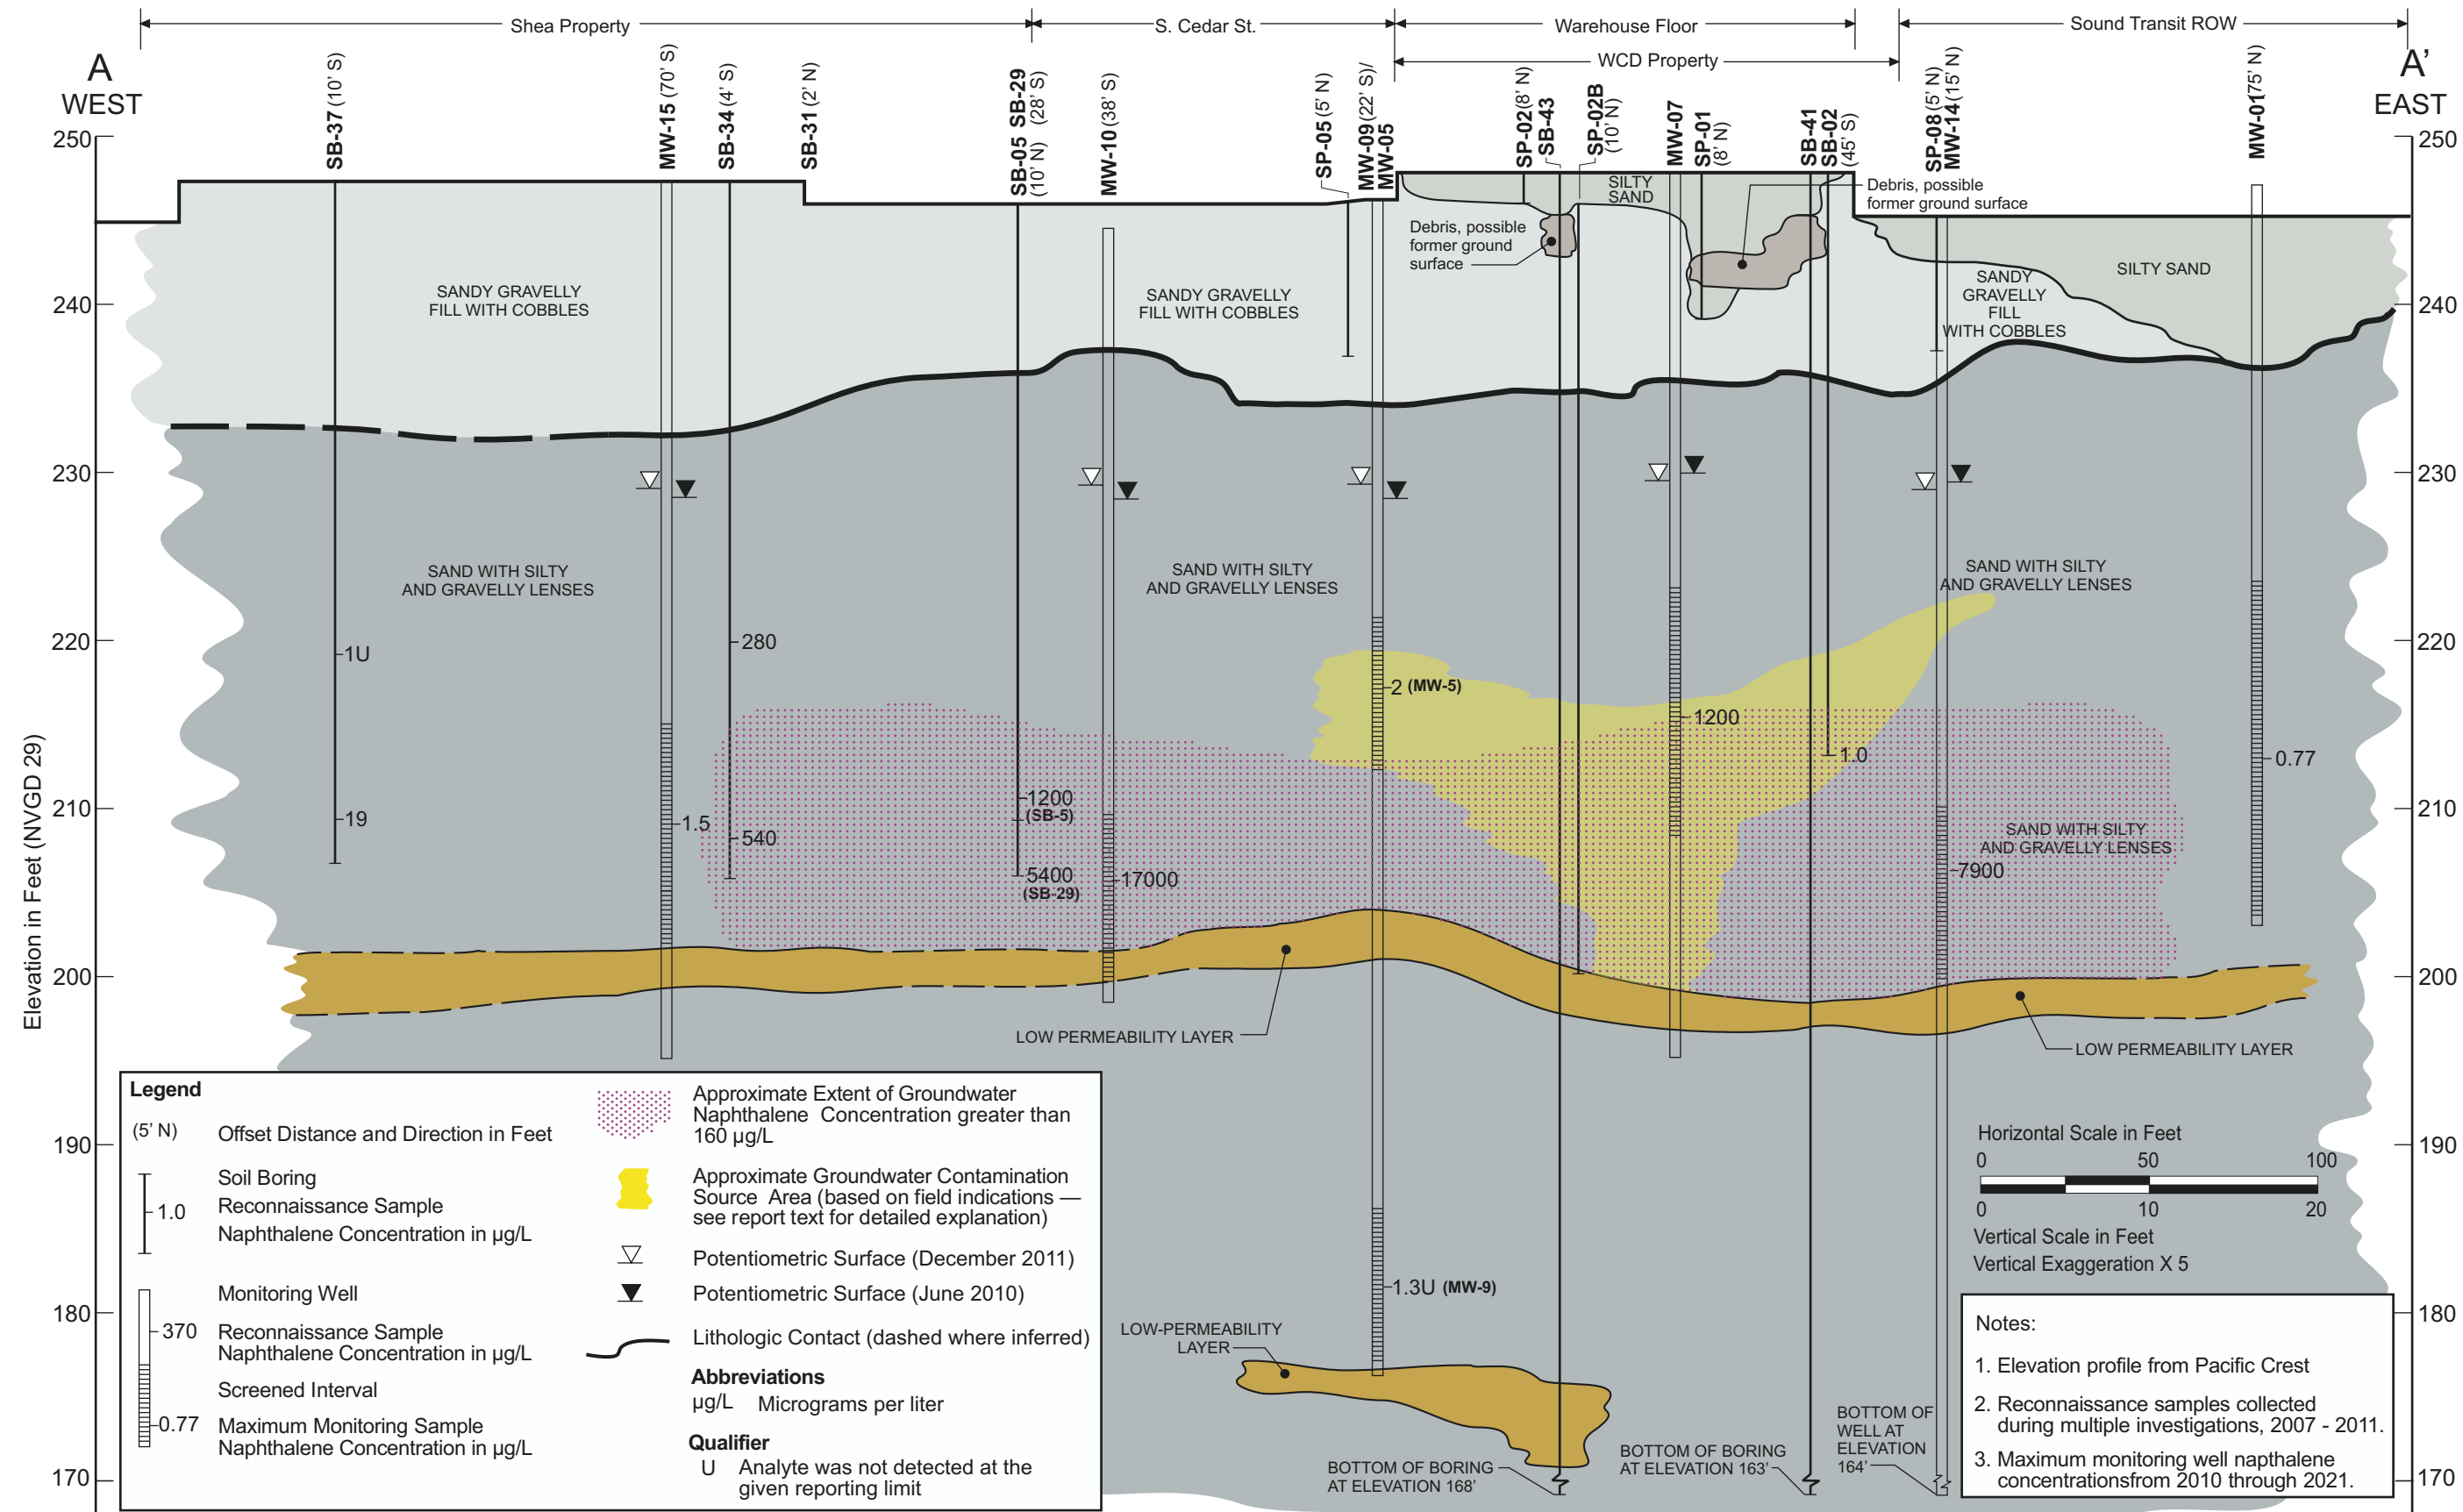 Shea Property
S. Cedar St.
Warehouse Floor
Sound Transit ROW
WCD Property
A
WEST
A'
EAST
SB-37 (10' S)
MW-15 (70' S)
SB-34 (4' S)
SB-31 (2' N)
SB-05 (10' N)
SB-29 (28' S)
MW-10 (38' S)
SP-05 (5' N)
MW-09 (22' S)/
MW-05
SP-02 (8' N)
SB-43
SP-02B
(10' N)
MW-07
SP-01
(8' N)
SB-41
SB-02
(45' S)
SP-08 (5' N)
MW-14 (15' N)
MW-01 (75' N)
250
240
230
220
210
200
190
180
170
Elevation in Feet (NVGD 29)
250
240
230
220
210
200
190
180
170
SILTY
SAND
Debris, possible
former ground surface
Debris, possible
former ground
surface
SILTY SAND
SANDY GRAVELLY
FILL WITH COBBLES
SANDY GRAVELLY
FILL WITH COBBLES
SANDY
GRAVELLY
FILL
WITH COBBLES
SAND WITH SILTY
AND GRAVELLY LENSES
SAND WITH SILTY
AND GRAVELLY LENSES
SAND WITH SILTY
AND GRAVELLY LENSES
1U
19
280
1.5
540
1200
(SB-5)
5400
(SB-29)
17000
2 (MW-5)
1200
1.0
7900
0.77
SAND WITH SILTY
AND GRAVELLY LENSES
LOW PERMEABILITY LAYER
LOW PERMEABILITY LAYER
1.3U (MW-9)
LOW-PERMEABILITY
LAYER
BOTTOM OF BORING
AT ELEVATION 168'
BOTTOM OF BORING
AT ELEVATION 163'
BOTTOM OF
WELL AT
ELEVATION
164'
Legend
(5' N) Offset Distance and Direction in Feet
Soil Boring
1.0
Reconnaissance Sample
Naphthalene Concentration in µg/L
Monitoring Well
370
Reconnaissance Sample
Naphthalene Concentration in µg/L
Screened Interval
0.77
Maximum Monitoring Sample
Naphthalene Concentration in µg/L
Approximate Extent of Groundwater
Naphthalene Concentration greater than
160 µg/L
Approximate Groundwater Contamination
Source Area (based on field indications —
see report text for detailed explanation)
Potentiometric Surface (December 2011)
Potentiometric Surface (June 2010)
Lithologic Contact (dashed where inferred)
Abbreviations
µg/L Micrograms per liter
Qualifier
U Analyte was not detected at the
given reporting limit
Horizontal Scale in Feet
0 50 100
0 10 20
Vertical Scale in Feet
Vertical Exaggeration X 5
Notes:
1. Elevation profile from Pacific Crest
2. Reconnaissance samples collected
during multiple investigations, 2007 - 2011.
3. Maximum monitoring well napthalene
concentrationsfrom 2010 through 2021.